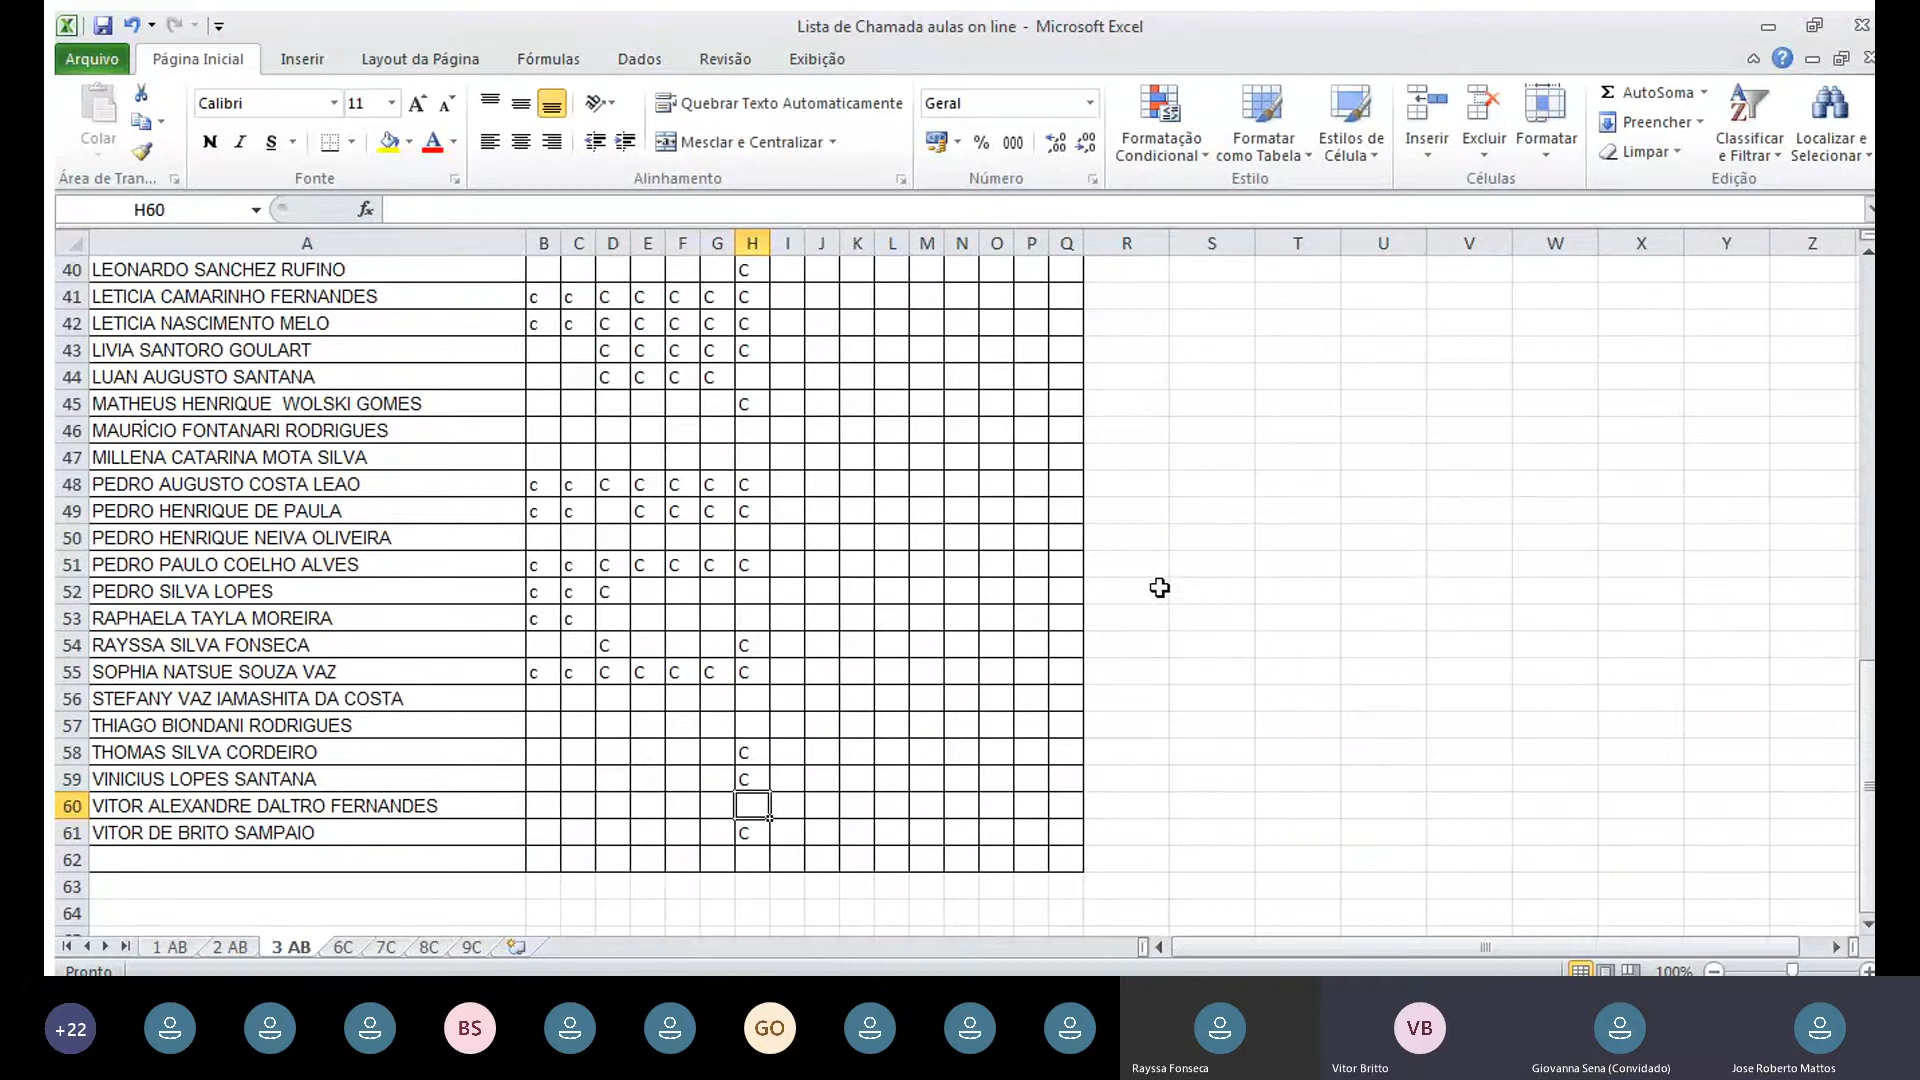 Lista de Chamada aulas on line - Microsoft Excel
Arquivo Página Inicial Inserir Layout da Página Fórmulas Dados Revisão Exibição
Colar Calibri 11 Quebrar Texto Automaticamente Geral Formatação Condicional Formatar como Tabela Estilos de Célula Inserir Excluir Formatar Σ AutoSoma Preencher Limpar Classificar e Filtrar Localizar e Selecionar
N I S A Mesclar e Centralizar % 000
Área de Tran... Fonte Alinhamento Número Estilo Células Edição
H60 fx
A B C D E F G H I J K L M N O P Q R S T U V W X Y Z
40 LEONARDO SANCHEZ RUFINO C
41 LETICIA CAMARINHO FERNANDES c c C C C C C
42 LETICIA NASCIMENTO MELO c c C C C C C
43 LIVIA SANTORO GOULART C C C C C
44 LUAN AUGUSTO SANTANA C C C C
45 MATHEUS HENRIQUE  WOLSKI GOMES C
46 MAURÍCIO FONTANARI RODRIGUES
47 MILLENA CATARINA MOTA SILVA
48 PEDRO AUGUSTO COSTA LEAO c c C C C C C
49 PEDRO HENRIQUE DE PAULA c c C C C C
50 PEDRO HENRIQUE NEIVA OLIVEIRA
51 PEDRO PAULO COELHO ALVES c c C C C C C
52 PEDRO SILVA LOPES c c C
53 RAPHAELA TAYLA MOREIRA c c
54 RAYSSA SILVA FONSECA C C
55 SOPHIA NATSUE SOUZA VAZ c c C C C C C
56 STEFANY VAZ IAMASHITA DA COSTA
57 THIAGO BIONDANI RODRIGUES
58 THOMAS SILVA CORDEIRO C
59 VINICIUS LOPES SANTANA C
60 VITOR ALEXANDRE DALTRO FERNANDES
61 VITOR DE BRITO SAMPAIO C
62
63
64
1 AB 2 AB 3 AB 6C 7C 8C 9C
Pronto 100%
+22 BS GO VB
Rayssa Fonseca Vitor Britto Giovanna Sena (Convidado) Jose Roberto Mattos